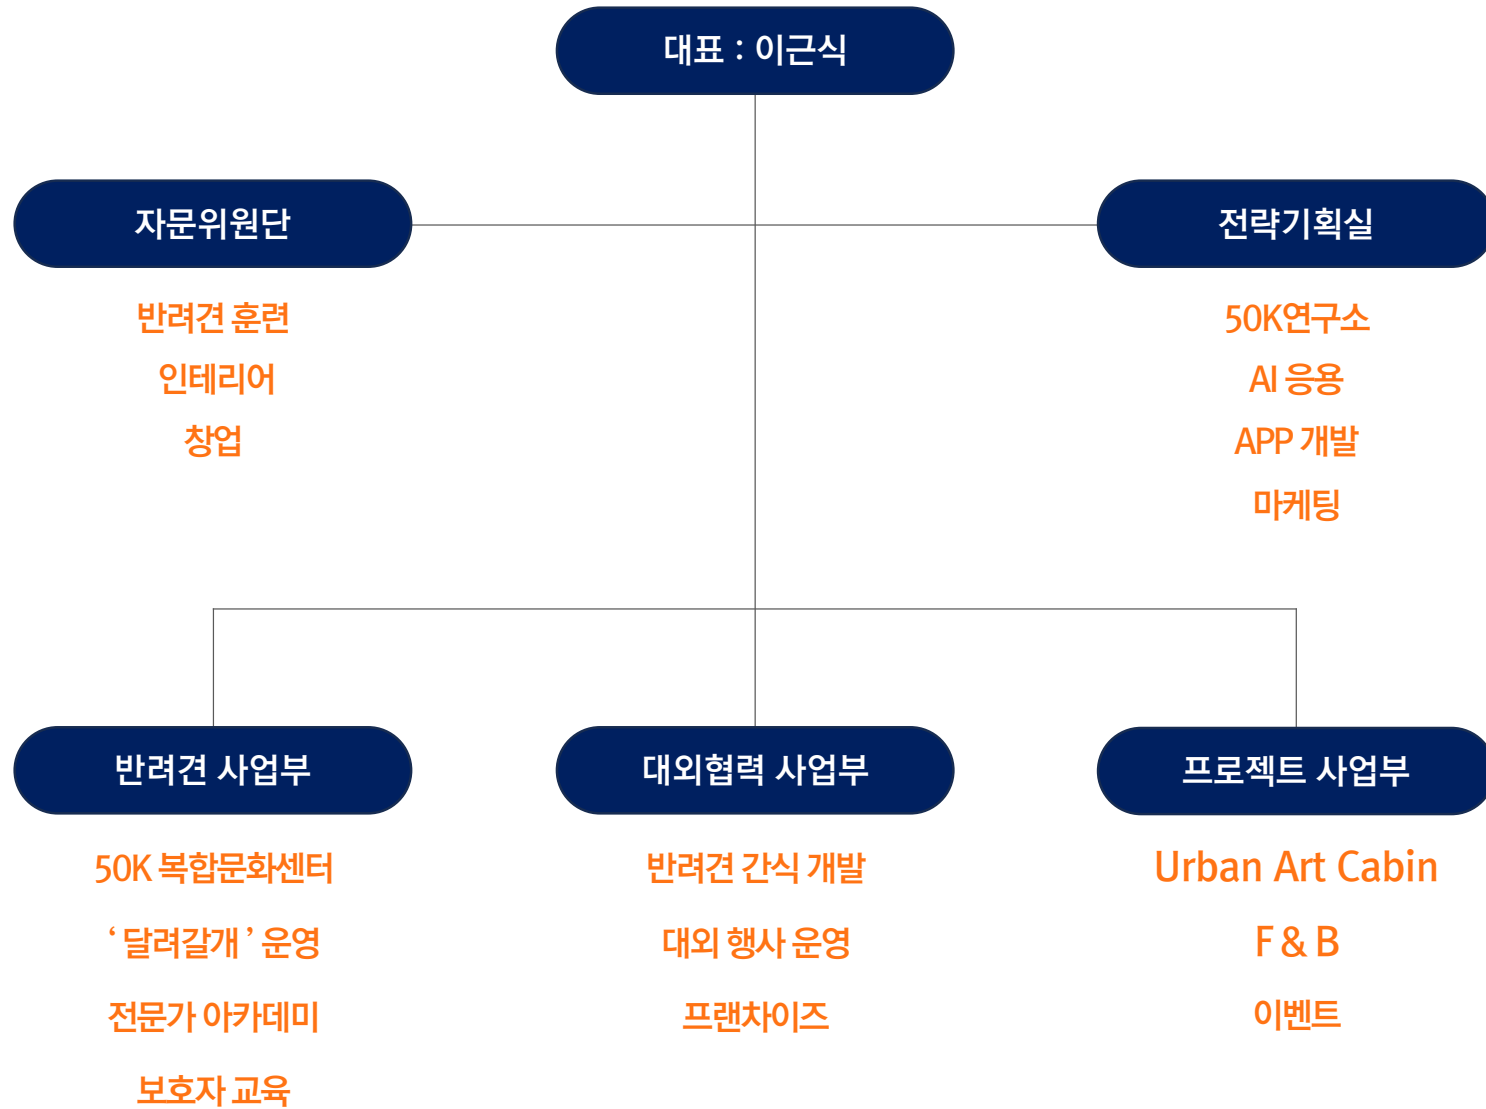 대표 : 이근식
자문위원단
반려견 훈련
인테리어
창업
전략기획실
50K연구소
AI 응용
APP 개발
마케팅
반려견 사업부
50K 복합문화센터
‘ 달려갈개 ’ 운영
전문가 아카데미
보호자 교육
대외협력 사업부
반려견 간식 개발
대외 행사 운영
프랜차이즈
프로젝트 사업부
Urban Art Cabin
F & B
이벤트